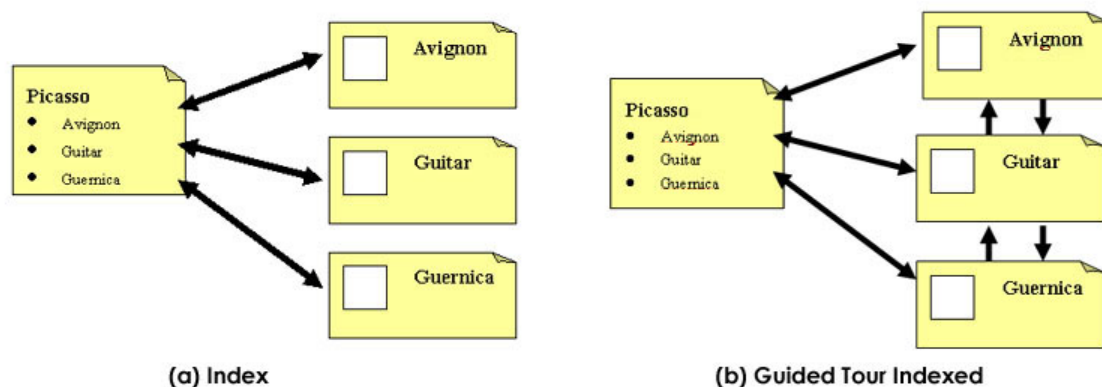 Picasso
• Avignon
• Guitar
• Guernica
Avignon
Guitar
Guernica
(a) Index
Picasso
• Avignon
• Guitar
• Guernica
Avignon
Guitar
Guernica
(b) Guided Tour Indexed